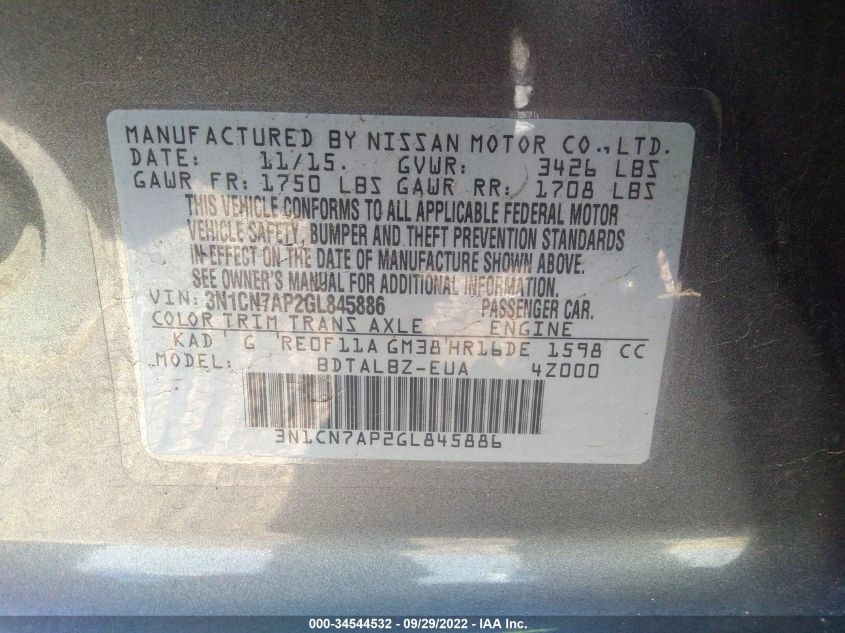 MANUFACTURED BY NISSAN MOTOR CO.,LTD.
DATE: 11/15. GVWR: 3426 LBS
GAWR FR: 1750 LBS GAWR RR: 1708 LBS
THIS VEHICLE CONFORMS TO ALL APPLICABLE FEDERAL MOTOR
VEHICLE SAFETY, BUMPER AND THEFT PREVENTION STANDARDS
IN EFFECT ON THE DATE OF MANUFACTURE SHOWN ABOVE.
SEE OWNER'S MANUAL FOR ADDITIONAL INFORMATION.
VIN: 3N1CN7AP2GL845886 PASSENGER CAR.
COLOR TRIM TRANS AXLE ENGINE
KAD G RE0F11A GM38 HR16DE 1598 CC
MODEL: BDTALBZ-EUA 4Z000
3N1CN7AP2GL845886
000-34544532 - 09/29/2022 - IAA Inc.